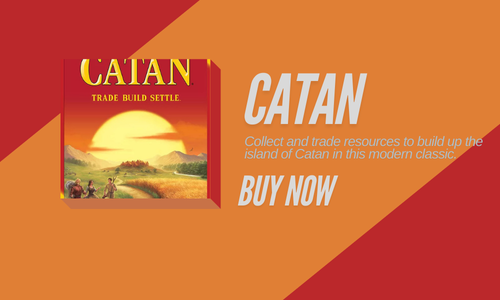 CATAN
TRADE BUILD SETTLE
CATAN
Collect and trade resources to build up the
island of Catan in this modern classic.
BUY NOW